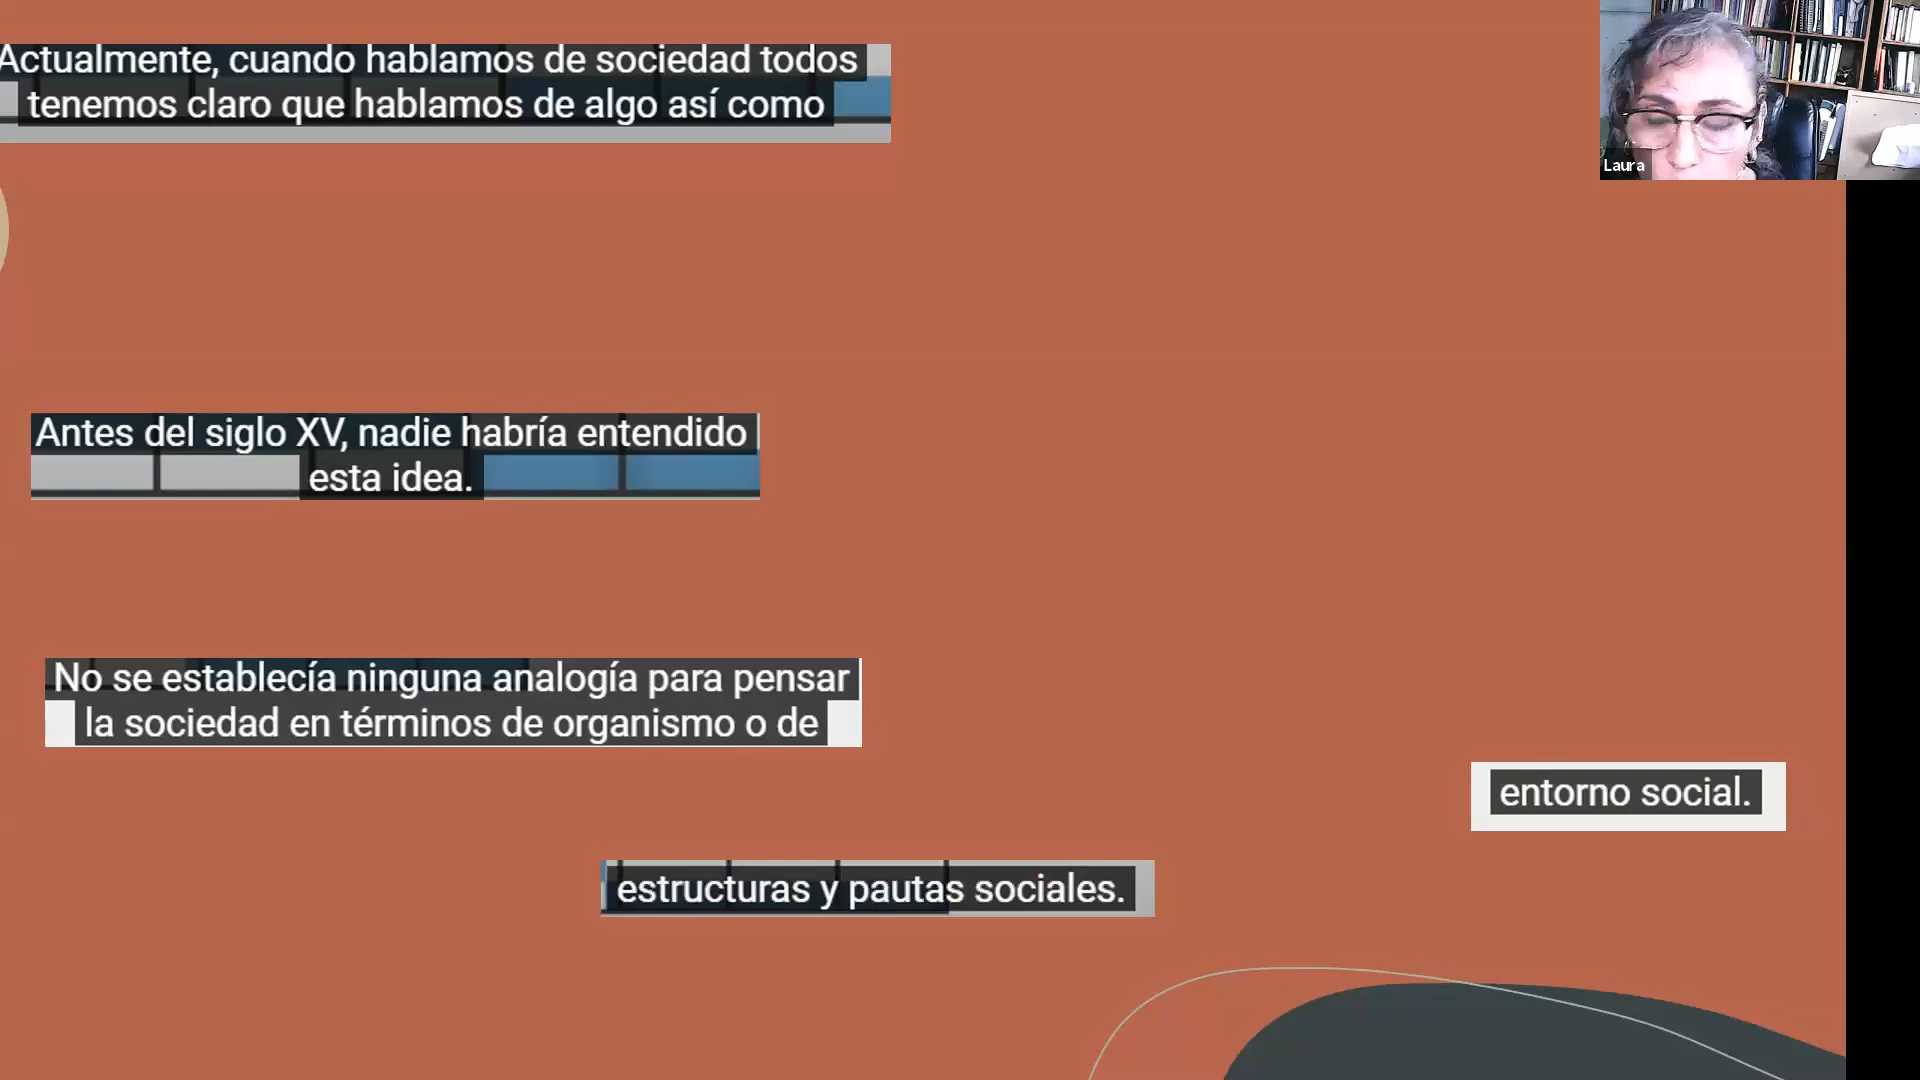 Actualmente, cuando hablamos de sociedad todos
tenemos claro que hablamos de algo así como
Laura
Antes del siglo XV, nadie habría entendido
esta idea.
No se establecía ninguna analogía para pensar
la sociedad en términos de organismo o de
entorno social.
estructuras y pautas sociales.